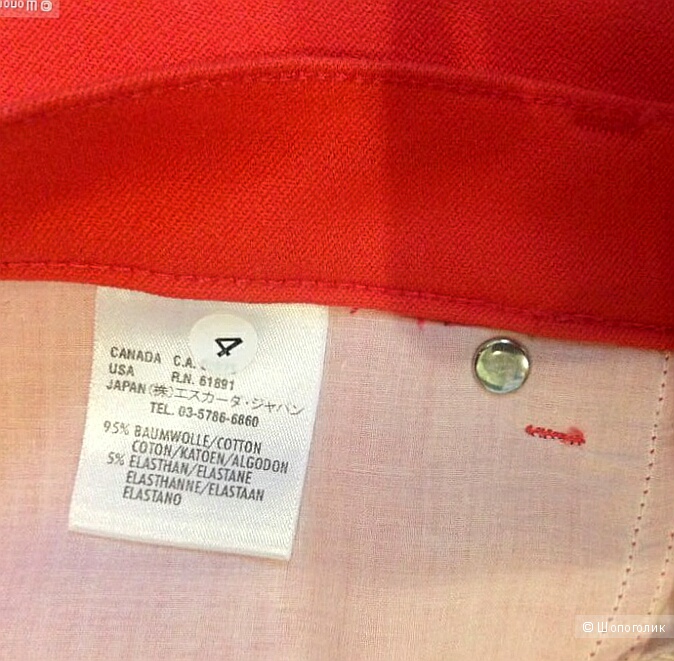 4
CANADA C.A.
USA R.N. 61891
JAPAN (株)エスカーダ・ジャパン
TEL. 03-5786-6860
95% BAUMWOLLE/COTTON
COTON/KATOEN/ALGODON
5% ELASTHAN/ELASTANE
ELASTHANNE/ELASTAAN
ELASTANO
© Шопоголик